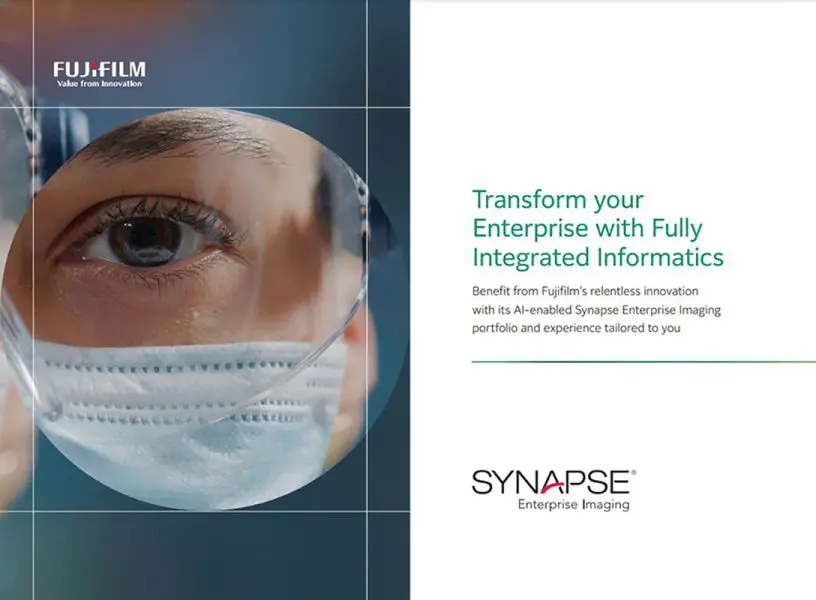 FUJIFILM
Value from Innovation
Transform your
Enterprise with Fully
Integrated Informatics
Benefit from Fujifilm's relentless innovation
with its AI-enabled Synapse Enterprise Imaging
portfolio and experience tailored to you
SYNAPSE®
Enterprise Imaging